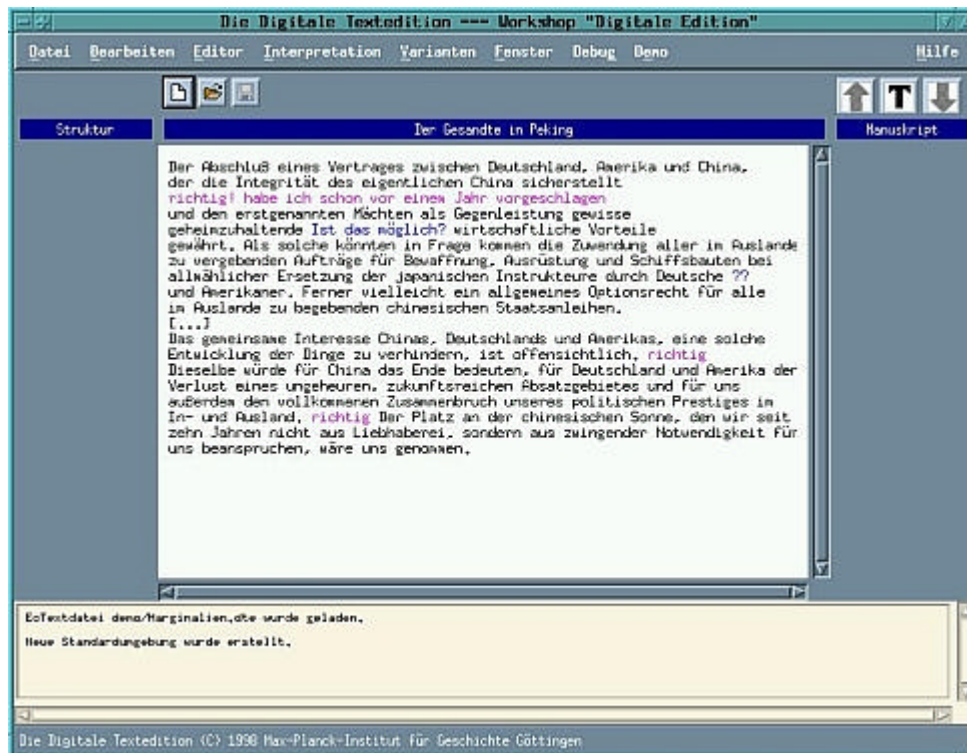 Die Digitale Textedition --- Workshop "Digitale Edition"
Datei Bearbeiten Editor Interpretation Varianten Fenster Debug Demo Hilfe
T
Struktur Der Gesandte in Peking Manuskript
Der Abschluß eines Vertrages zwischen Deutschland, Amerika und China,
der die Integrität des eigentlichen China sicherstellt
richtig! habe ich schon vor einem Jahr vorgeschlagen
und den erstgenannten Mächten als Gegenleistung gewisse
geheimzuhaltende Ist das möglich? wirtschaftliche Vorteile
gewährt. Als solche könnten in Frage kommen die Zuwendung aller im Auslande
zu vergebenden Aufträge für Bewaffnung, Ausrüstung und Schiffsbauten bei
allmählicher Ersetzung der japanischen Instrukteure durch Deutsche ??
und Amerikaner. Ferner vielleicht ein allgemeines Optionsrecht für alle
im Auslande zu begebenden chinesischen Staatsanleihen.
[...]
Das gemeinsame Interesse Chinas, Deutschlands und Amerikas, eine solche
Entwicklung der Dinge zu verhindern, ist offensichtlich. richtig
Dieselbe würde für China das Ende bedeuten, für Deutschland und Amerika der
Verlust eines ungeheuren, zukunftsreichen Absatzgebietes und für uns
außerdem den vollkommenen Zusammenbruch unseres politischen Prestiges im
In- und Ausland. richtig Der Platz an der chinesischen Sonne, den wir seit
zehn Jahren nicht aus Liebhaberei, sondern aus zwingender Notwendigkeit für
uns beanspruchen, wäre uns genommen.
EcTextdatei demo/Marginalien.dte wurde geladen.
Neue Standardumgebung wurde erstellt.
Die Digitale Textedition (C) 1998 Max-Planck-Institut für Geschichte Göttingen